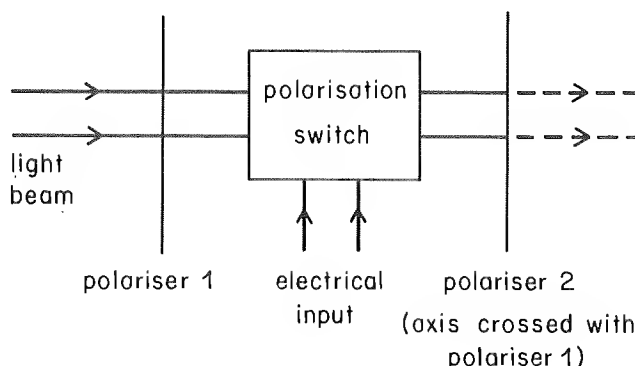 polarisation
switch
light
beam
polariser 1
electrical
input
polariser 2
(axis crossed with
polariser 1)